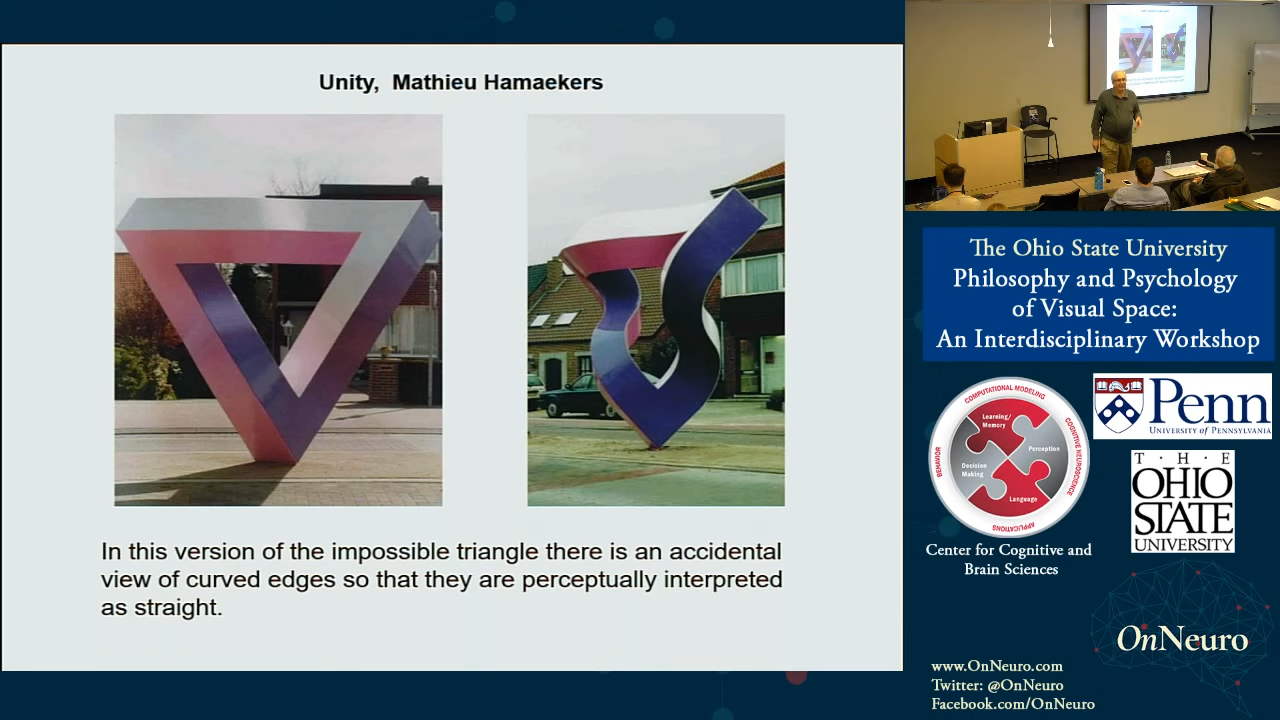 Unity, Mathieu Hamaekers
In this version of the impossible triangle there is an accidental
view of curved edges so that they are perceptually interpreted
as straight.
The Ohio State University
Philosophy and Psychology
of Visual Space:
An Interdisciplinary Workshop
COMPUTATIONAL MODELING
COGNITIVE NEUROSCIENCE
APPLICATIONS
BEHAVIOR
Learning/
Memory
Perception
Decision
Making
Language
Penn
UNIVERSITY of PENNSYLVANIA
T · H · E
OHIO
STATE
UNIVERSITY
Center for Cognitive and
Brain Sciences
OnNeuro
www.OnNeuro.com
Twitter: @OnNeuro
Facebook.com/OnNeuro